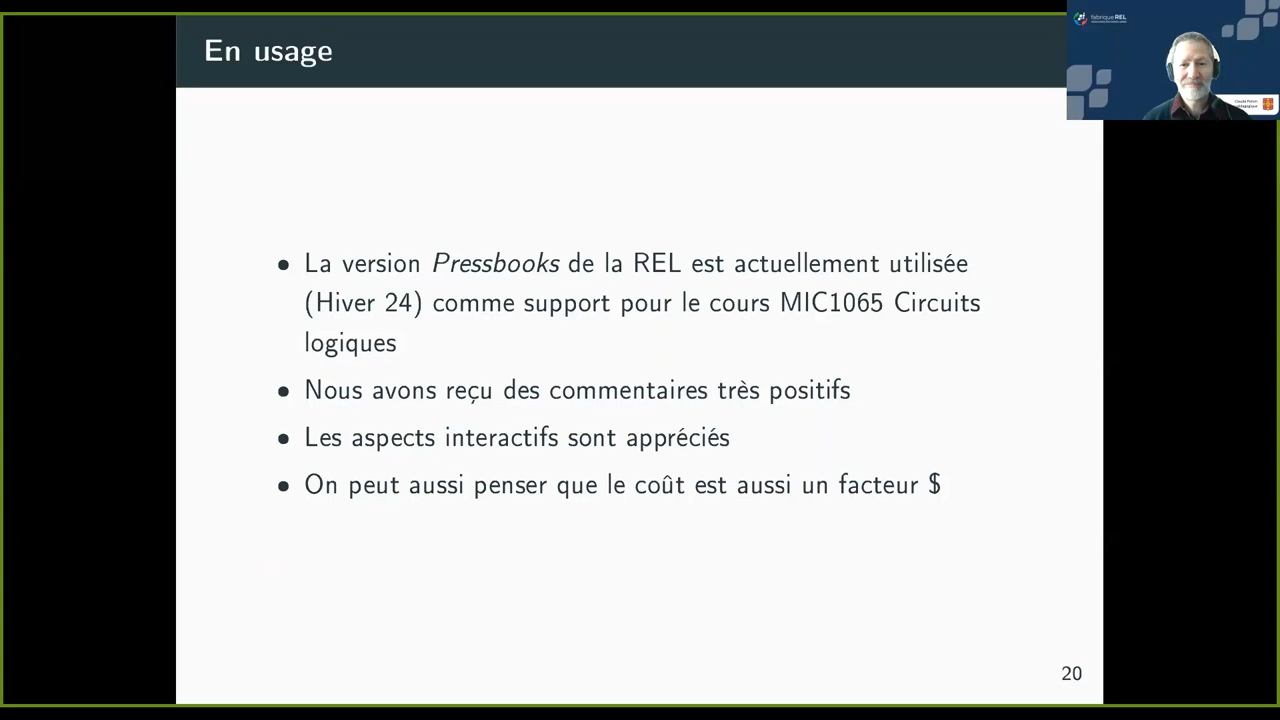 En usage
fabrique REL
• La version Pressbooks de la REL est actuellement utilisée
(Hiver 24) comme support pour le cours MIC1065 Circuits
logiques
• Nous avons reçu des commentaires très positifs
• Les aspects interactifs sont appréciés
• On peut aussi penser que le coût est aussi un facteur $
20